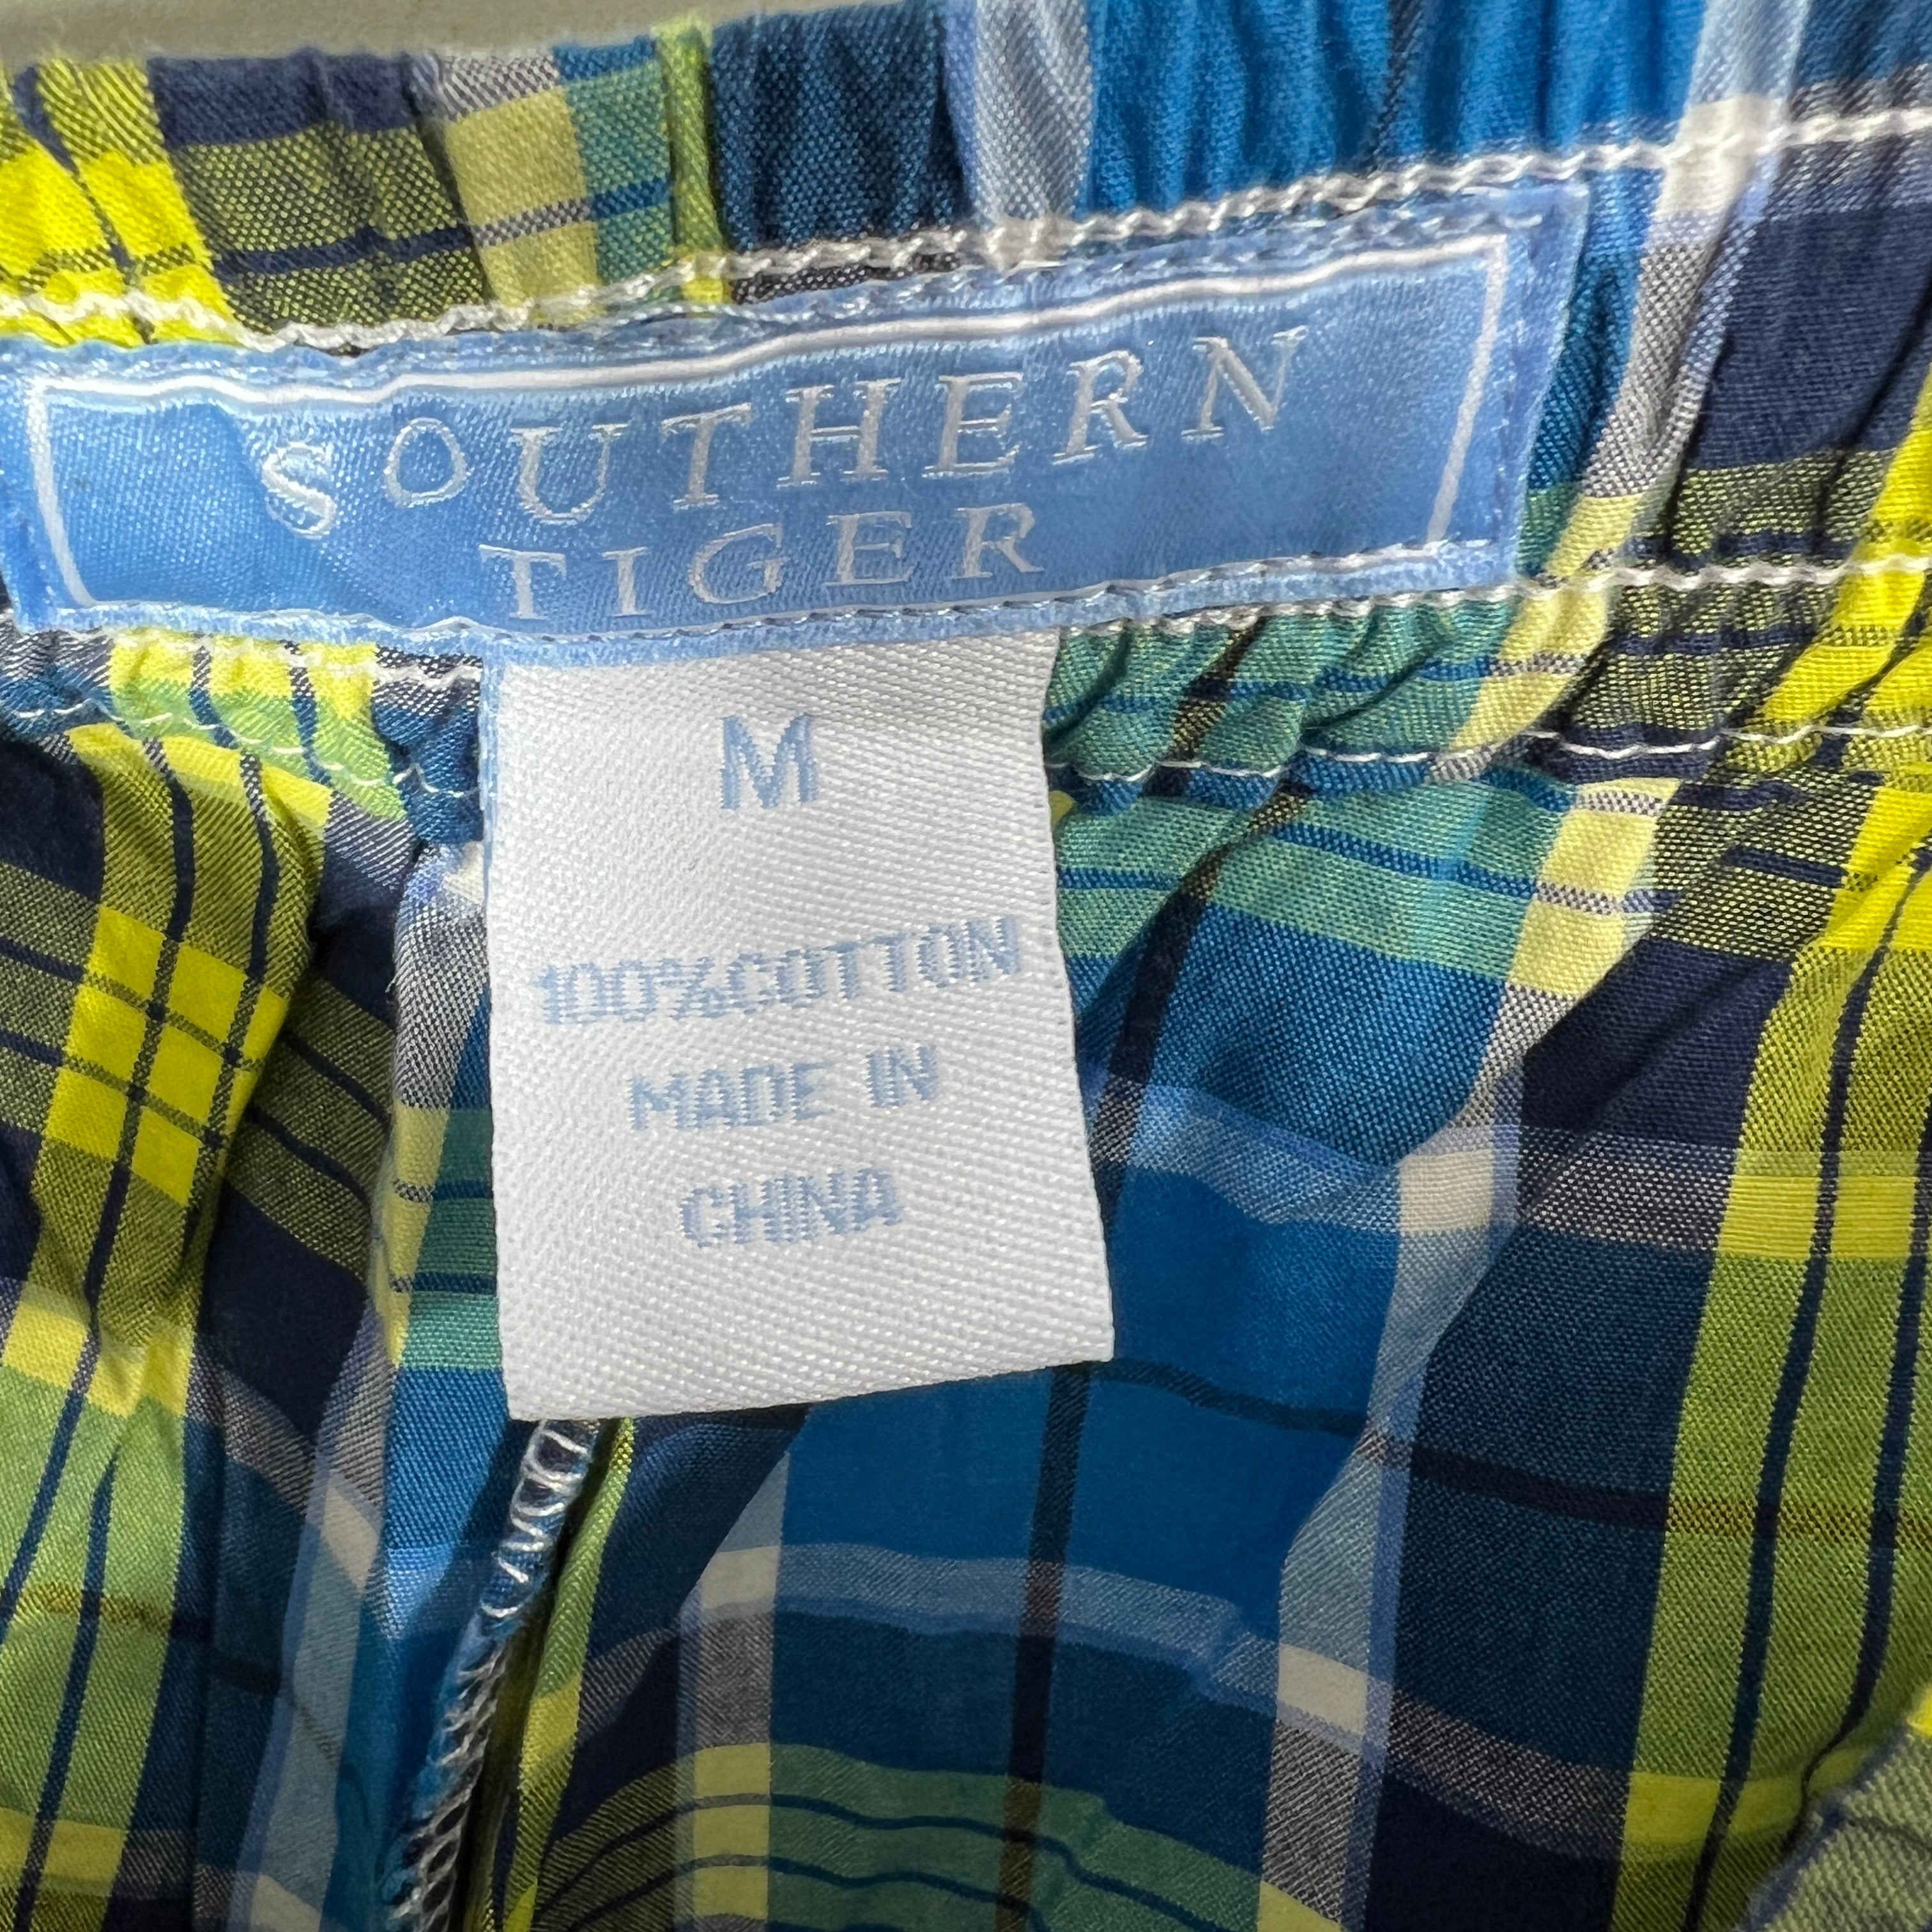 SOUTHERN
TIGER
M
100%COTTON
MADE IN
CHINA